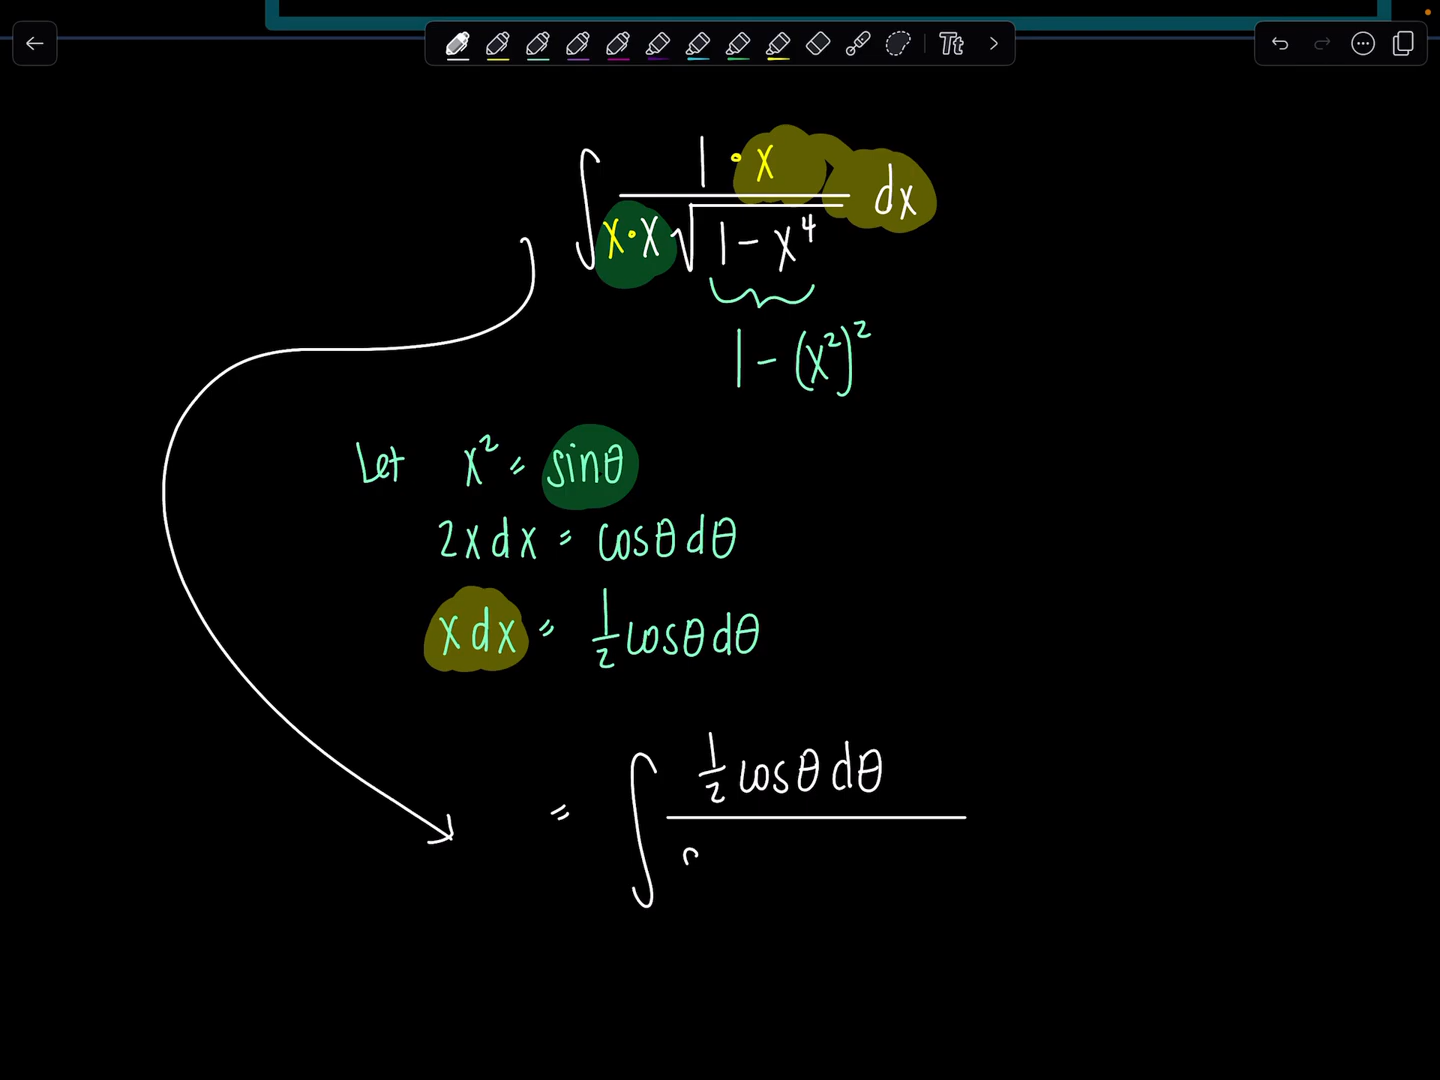 ∫ 1 · x / (x · x √(1 - x⁴)) dx
1 - (x²)²
Let x² = sinθ
2x dx = cosθ dθ
x dx = 1/2 cosθ dθ
= ∫ 1/2 cosθ dθ /
Tt